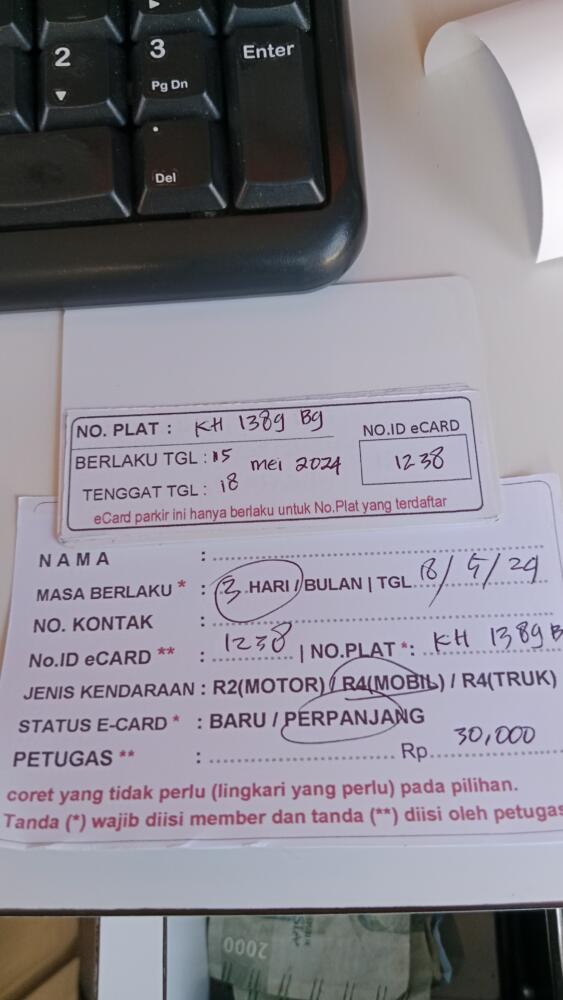 2
3
Pg Dn
Enter
.
Del
NO. PLAT : KH 1389 Bg
NO.ID eCARD
BERLAKU TGL : 15 mei 2024
1238
TENGGAT TGL : 18
eCard parkir ini hanya berlaku untuk No.Plat yang terdaftar
N A M A :
MASA BERLAKU * : 3 HARI / BULAN | TGL 18/5/24
NO. KONTAK :
No.ID eCARD ** : 1238 | NO.PLAT *: KH 1389 B
JENIS KENDARAAN : R2(MOTOR) / R4(MOBIL) / R4(TRUK)
STATUS E-CARD * : BARU / PERPANJANG
PETUGAS ** : Rp 30,000
coret yang tidak perlu (lingkari yang perlu) pada pilihan.
Tanda (*) wajib diisi member dan tanda (**) diisi oleh petugas
2000